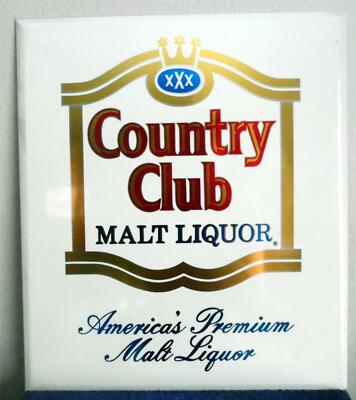 xXx
Country
Club
MALT LIQUOR®
America's Premium
Malt Liquor